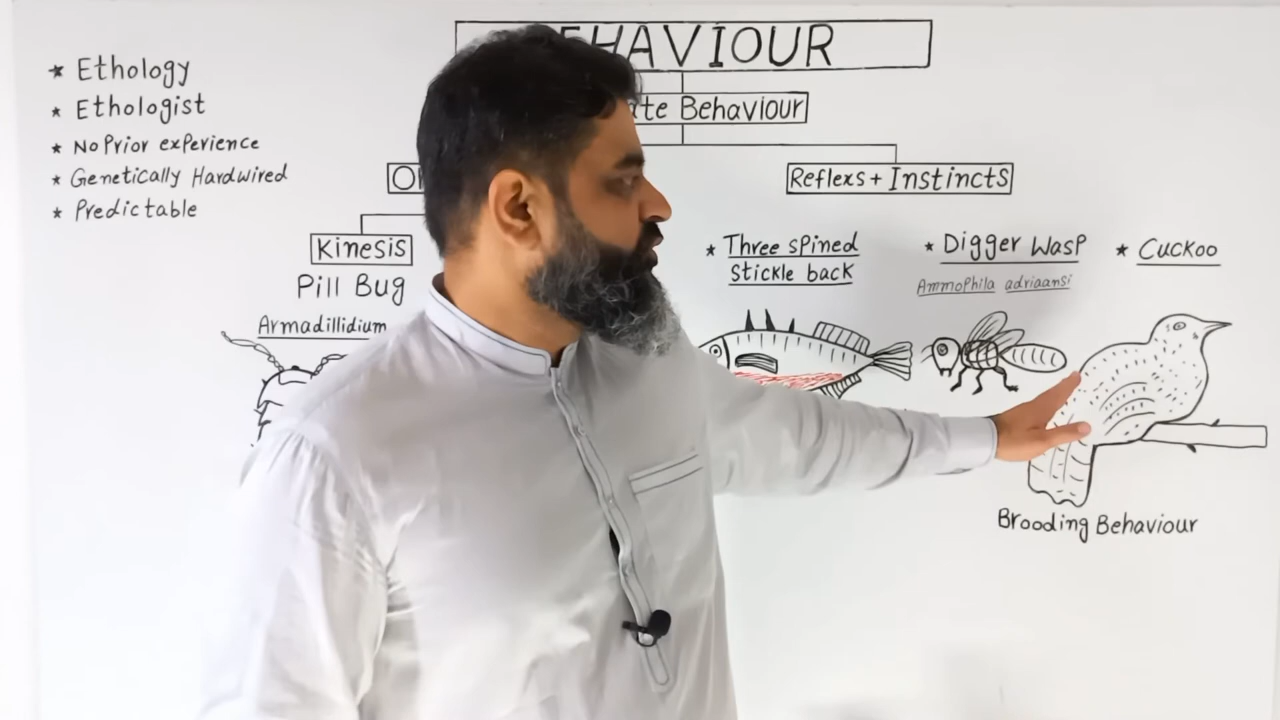 EHAVIOUR
ate Behaviour
* Ethology
* Ethologist
* No Prior experience
* Genetically Hardwired
* Predictable
Reflexs + Instincts
Kinesis
Pill Bug
Armadillidium
* Three spined
stickle back
* Digger Wasp
Ammophila adriaansi
* Cuckoo
Brooding Behaviour